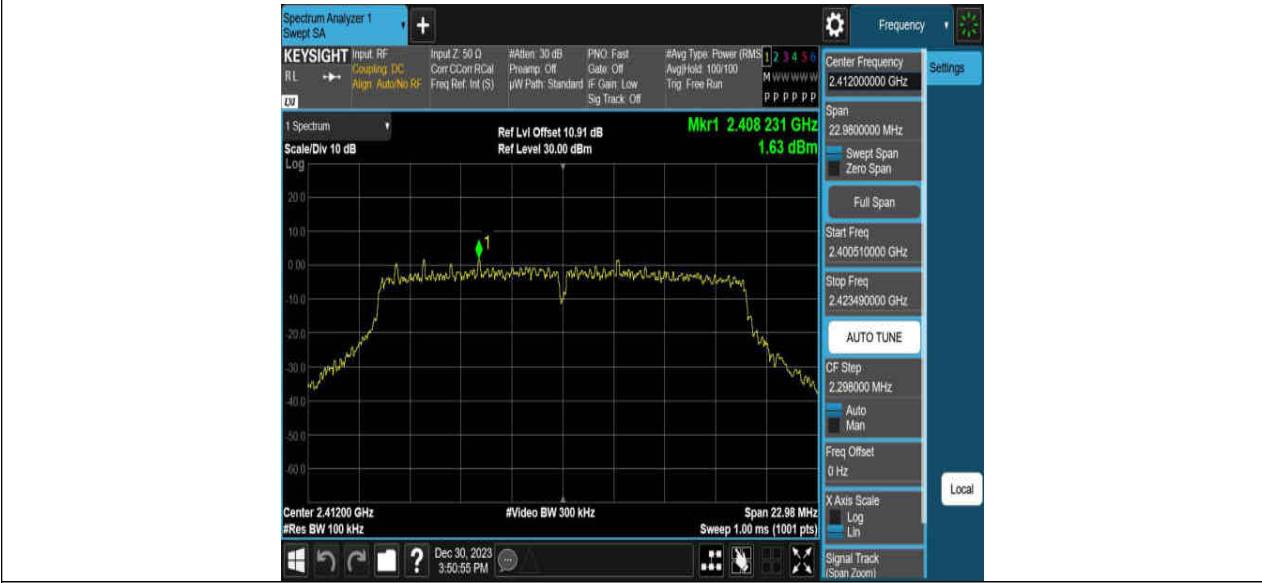 Spectrum Analyzer 1
Swept SA
+
Frequency
KEYSIGHT
RL
LXI
Input: RF
Coupling: DC
Align: Auto/No RF
Input Z: 50 Ω
Corr CCorr RCal
Freq Ref: Int (S)
#Atten: 30 dB
Preamp: Off
µW Path: Standard
PNO: Fast
Gate: Off
IF Gain: Low
Sig Track: Off
#Avg Type: Power (RMS
Avg|Hold: 100/100
Trig: Free Run
1 2 3 4 5 6
M W W W W W
P P P P P P
Center Frequency
2.412000000 GHz
Settings
1 Spectrum
Scale/Div 10 dB
Log
Ref Lvl Offset 10.91 dB
Ref Level 30.00 dBm
Mkr1 2.408 231 GHz
1.63 dBm
20.0
10.0
0.00
-10.0
-20.0
-30.0
-40.0
-50.0
-60.0
1
Span
22.9800000 MHz
Swept Span
Zero Span
Full Span
Start Freq
2.400510000 GHz
Stop Freq
2.423490000 GHz
AUTO TUNE
CF Step
2.298000 MHz
Auto
Man
Freq Offset
0 Hz
X Axis Scale
Log
Lin
Signal Track
(Span Zoom)
Local
Center 2.41200 GHz
#Res BW 100 kHz
#Video BW 300 kHz
Span 22.98 MHz
Sweep 1.00 ms (1001 pts)
?
Dec 30, 2023
3:50:55 PM